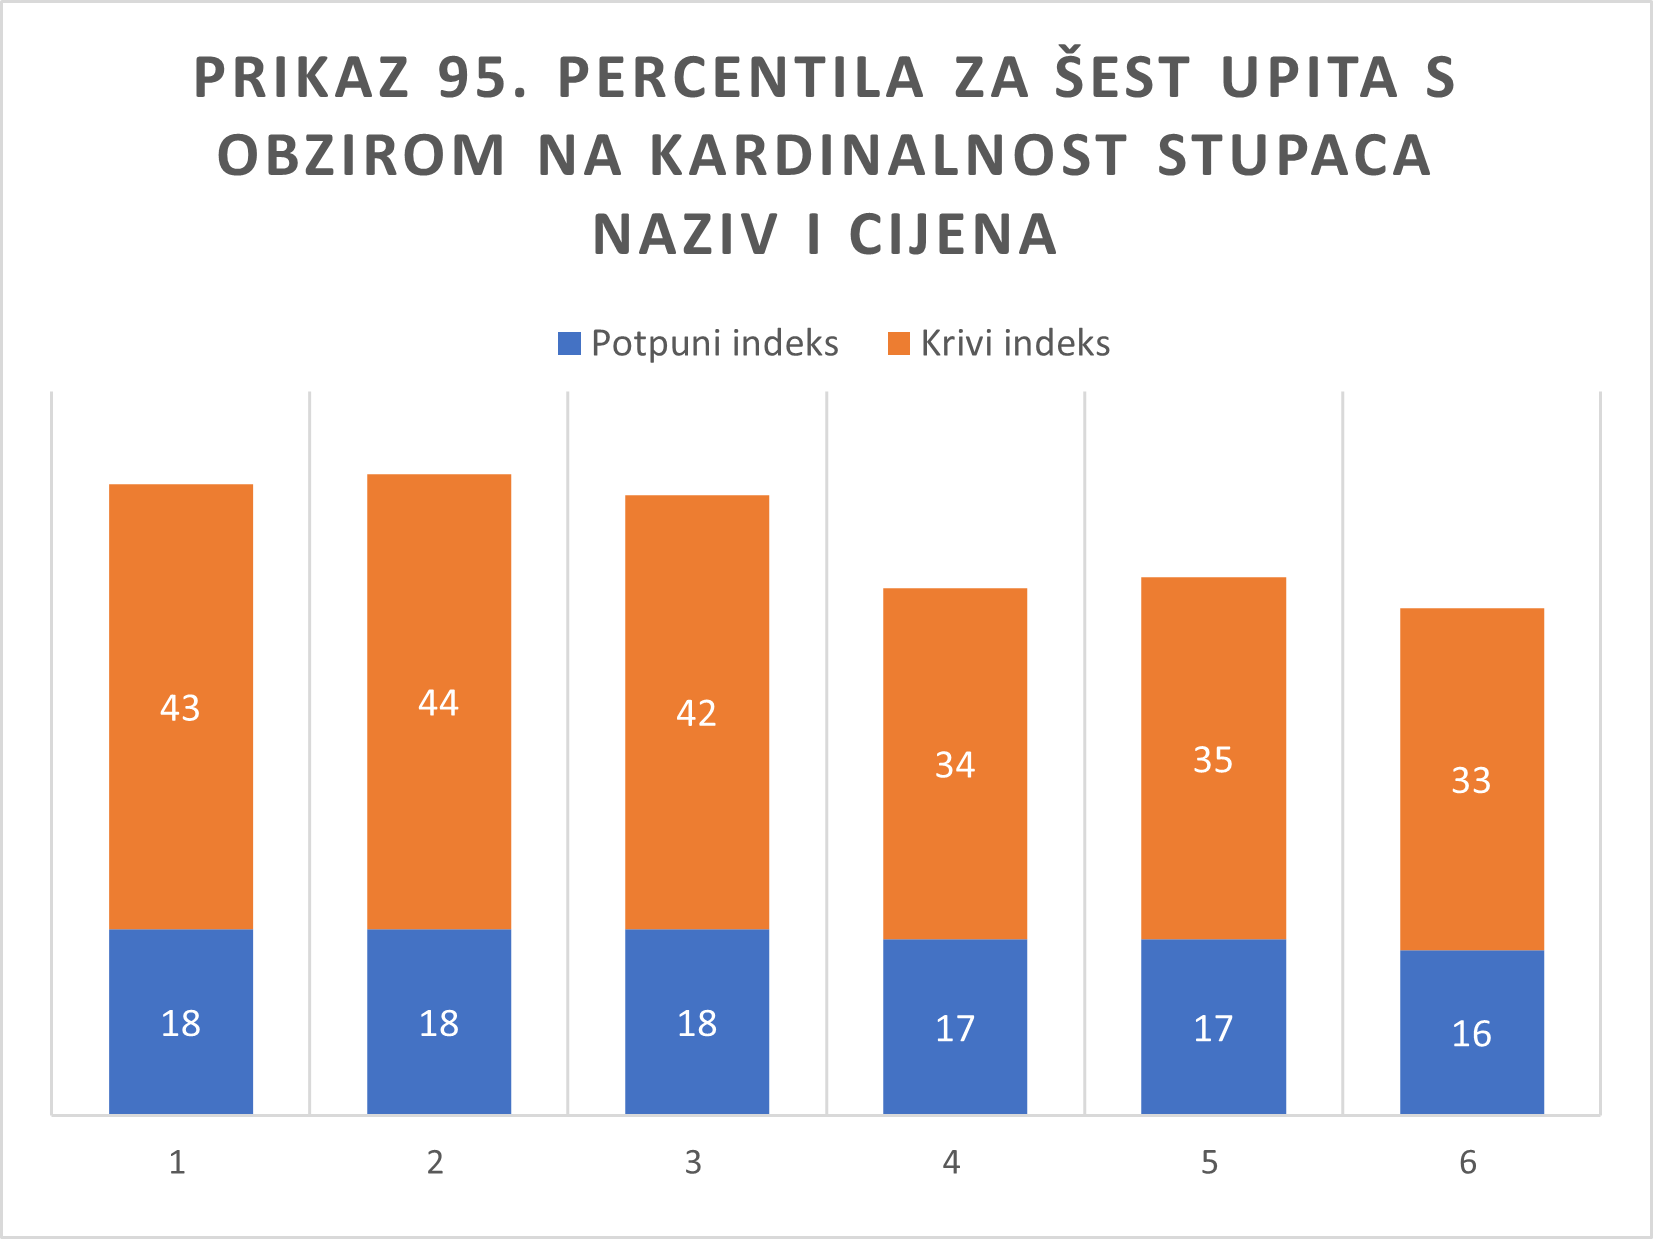 PRIKAZ 95. PERCENTILA ZA ŠEST UPITA S
OBZIROM NA KARDINALNOST STUPACA
NAZIV I CIJENA
Potpuni indeks Krivi indeks
43 44 42 34 35 33
18 18 18 17 17 16
1 2 3 4 5 6